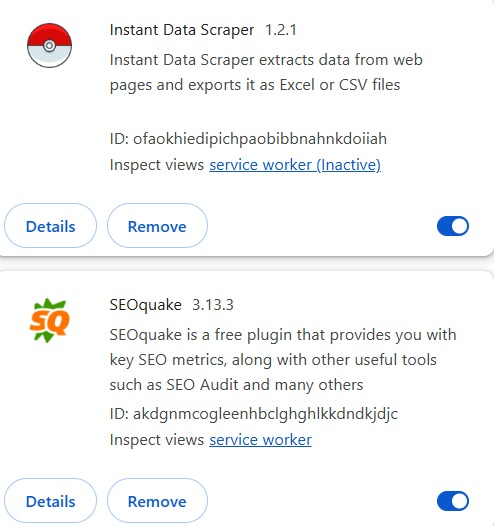 Instant Data Scraper 1.2.1
Instant Data Scraper extracts data from web
pages and exports it as Excel or CSV files
ID: ofaokhiedipichpaobibbnahnkdoiiah
Inspect views service worker (Inactive)
Details Remove
SQ
SEOquake 3.13.3
SEOquake is a free plugin that provides you with
key SEO metrics, along with other useful tools
such as SEO Audit and many others
ID: akdgnmcogleenhbclghghlkkdndkjdjc
Inspect views service worker
Details Remove